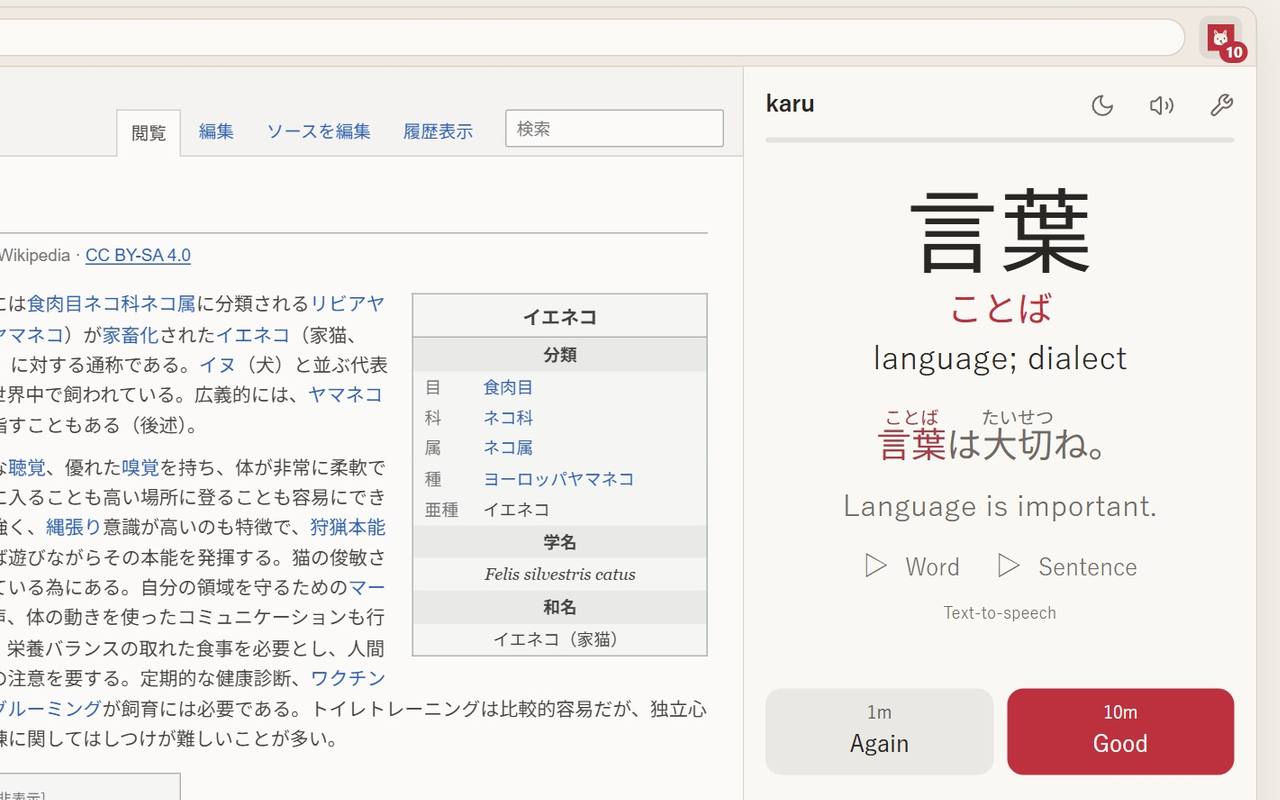 10
閲覧
編集
ソースを編集
履歴表示
検索
Wikipedia · CC BY-SA 4.0
には食肉目ネコ科ネコ属に分類されるリビアヤ
ヤマネコ）が家畜化されたイエネコ（家猫、
）に対する通称である。イヌ（犬）と並ぶ代表
世界中で飼われている。広義的には、ヤマネコ
指すこともある（後述）。
な聴覚、優れた嗅覚を持ち、体が非常に柔軟で
に入ることも高い場所に登ることも容易にでき
強く、縄張り意識が高いのも特徴で、狩猟本能
ば遊びながらその本能を発揮する。猫の俊敏さ
ている為にある。自分の領域を守るためのマー
声、体の動きを使ったコミュニケーションも行
栄養バランスの取れた食事を必要とし、人間
の注意を要する。定期的な健康診断、ワクチン
グルーミングが飼育には必要である。トイレトレーニングは比較的容易だが、独立心
練に関してはしつけが難しいことが多い。
非表示]
イエネコ
分類
目 食肉目
科 ネコ科
属 ネコ属
種 ヨーロッパヤマネコ
亜種 イエネコ
学名
Felis silvestris catus
和名
イエネコ（家猫）
karu
言葉
ことば
language; dialect
ことば たいせつ
言葉は大切ね。
Language is important.
Word
Sentence
Text-to-speech
1m
Again
10m
Good